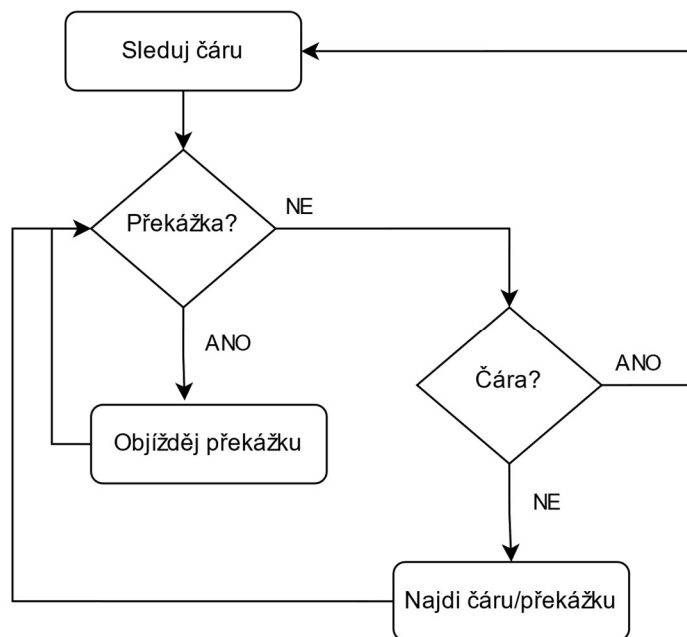 Sleduj čáru
NE
Překážka?
ANO
Čára?
ANO
Objížděj překážku
NE
Najdi čáru/překážku